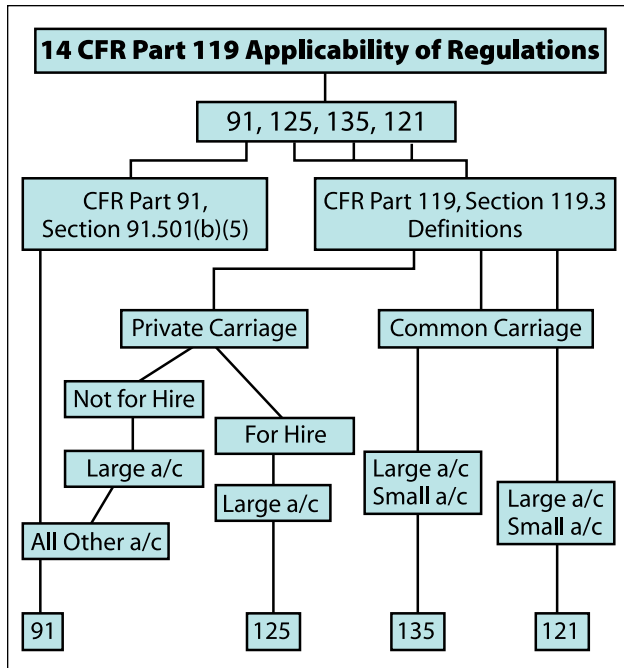 14 CFR Part 119 Applicability of Regulations
91, 125, 135, 121
CFR Part 91,
Section 91.501(b)(5)
CFR Part 119, Section 119.3
Definitions
Private Carriage
Common Carriage
Not for Hire
For Hire
Large a/c
Large a/c
Large a/c
Small a/c
Large a/c
Small a/c
All Other a/c
91
125
135
121